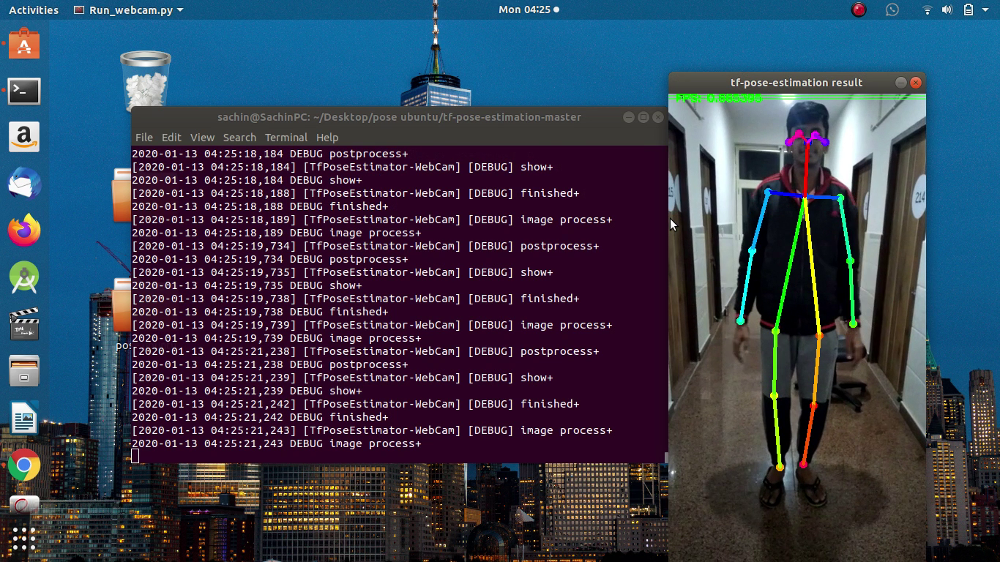 Activities
Run_webcam.py
Mon 04:25
tf-pose-estimation result
sachin@SachinPC: ~/Desktop/pose ubuntu/tf-pose-estimation-master
File Edit View Search Terminal Help
2020-01-13 04:25:18,184 DEBUG postprocess+
[2020-01-13 04:25:18,184] [TfPoseEstimator-WebCam] [DEBUG] show+
2020-01-13 04:25:18,184 DEBUG show+
[2020-01-13 04:25:18,188] [TfPoseEstimator-WebCam] [DEBUG] finished+
2020-01-13 04:25:18,188 DEBUG finished+
[2020-01-13 04:25:18,189] [TfPoseEstimator-WebCam] [DEBUG] image process+
2020-01-13 04:25:18,189 DEBUG image process+
[2020-01-13 04:25:19,734] [TfPoseEstimator-WebCam] [DEBUG] postprocess+
2020-01-13 04:25:19,734 DEBUG postprocess+
[2020-01-13 04:25:19,735] [TfPoseEstimator-WebCam] [DEBUG] show+
2020-01-13 04:25:19,735 DEBUG show+
[2020-01-13 04:25:19,738] [TfPoseEstimator-WebCam] [DEBUG] finished+
2020-01-13 04:25:19,738 DEBUG finished+
[2020-01-13 04:25:19,739] [TfPoseEstimator-WebCam] [DEBUG] image process+
2020-01-13 04:25:19,739 DEBUG image process+
[2020-01-13 04:25:21,238] [TfPoseEstimator-WebCam] [DEBUG] postprocess+
2020-01-13 04:25:21,238 DEBUG postprocess+
[2020-01-13 04:25:21,239] [TfPoseEstimator-WebCam] [DEBUG] show+
2020-01-13 04:25:21,239 DEBUG show+
[2020-01-13 04:25:21,242] [TfPoseEstimator-WebCam] [DEBUG] finished+
2020-01-13 04:25:21,242 DEBUG finished+
[2020-01-13 04:25:21,243] [TfPoseEstimator-WebCam] [DEBUG] image process+
2020-01-13 04:25:21,243 DEBUG image process+
FPS:
214
pos